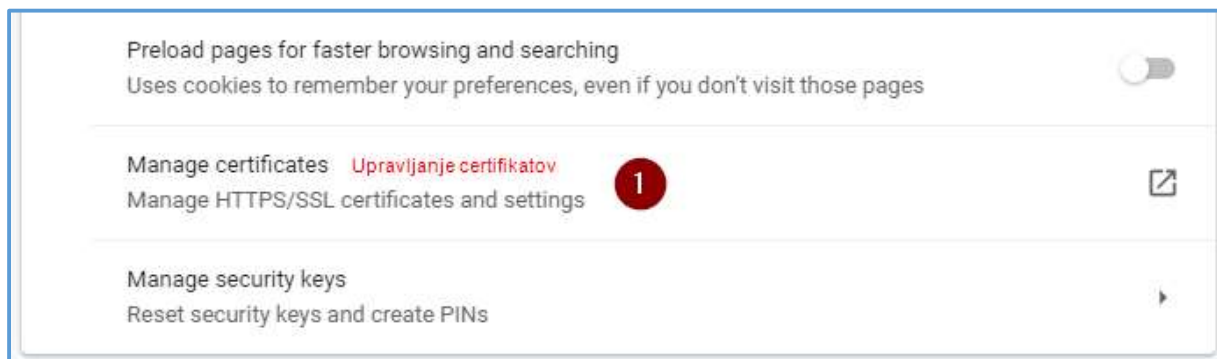 Preload pages for faster browsing and searching
Uses cookies to remember your preferences, even if you don't visit those pages
Manage certificates Upravljanje certifikatov
Manage HTTPS/SSL certificates and settings
1
Manage security keys
Reset security keys and create PINs